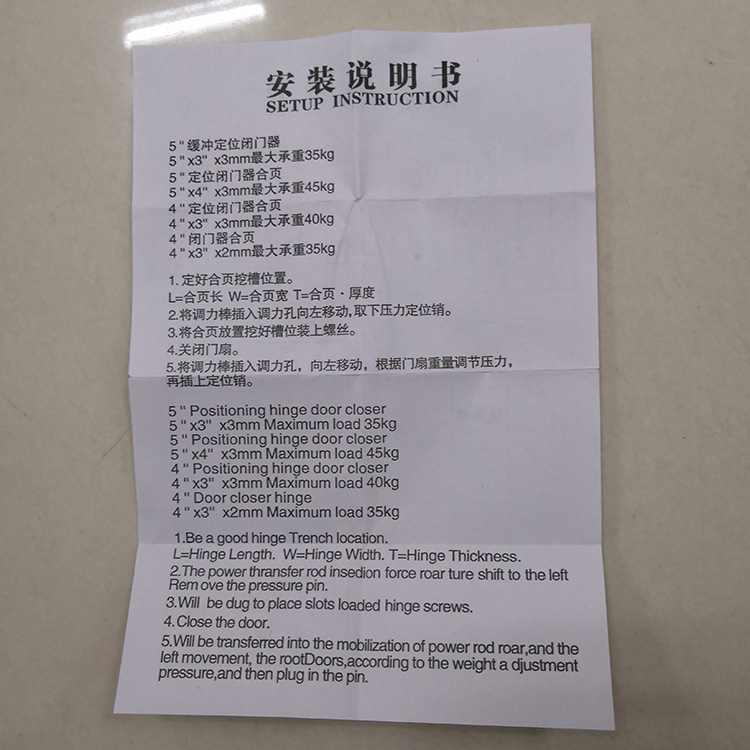 安装说明书
SETUP INSTRUCTION
5"缓冲定位闭门器
5"x3" x3mm最大承重35kg
5"定位闭门器合页
5"x4" x3mm最大承重45kg
4"定位闭门器合页
4"x3" x3mm最大承重40kg
4"闭门器合页
4"x3" x2mm最大承重35kg
1. 定好合页挖槽位置。
L=合页长 W=合页宽 T=合页·厚度
2.将调力棒插入调力孔向左移动,取下压力定位销。
3.将合页放置挖好槽位装上螺丝。
4.关闭门扇。
5.将调力棒插入调力孔，向左移动，根据门扇重量调节压力，
再插上定位销。
5" Positioning hinge door closer
5"x3" x3mm Maximum load 35kg
5" Positioning hinge door closer
5"x4" x3mm Maximum load 45kg
4" Positioning hinge door closer
4"x3" x3mm Maximum load 40kg
4" Door closer hinge
4"x3" x2mm Maximum load 35kg
1.Be a good hinge Trench location.
L=Hinge Length. W=Hinge Width. T=Hinge Thickness.
2.The power thransfer rod insedion force roar ture shift to the left
Rem ove the pressure pin.
3.Will be dug to place slots loaded hinge screws.
4.Close the door.
5.Will be transferred into the mobilization of power rod roar,and the
left movement, the rootDoors,according to the weight a djustment
pressure,and then plug in the pin.